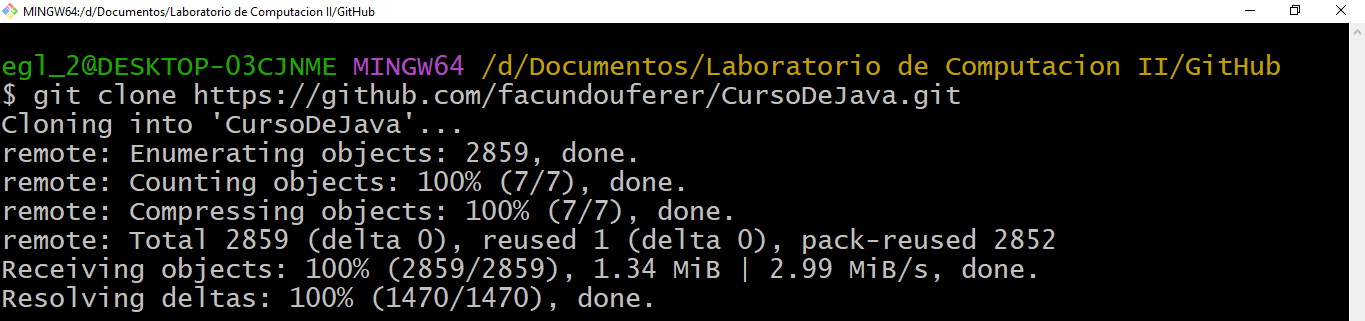 MINGW64:/d/Documentos/Laboratorio de Computacion II/GitHub
egl_2@DESKTOP-03CJNME MINGW64 /d/Documentos/Laboratorio de Computacion II/GitHub
$ git clone https://github.com/facundouferer/CursoDeJava.git
Cloning into 'CursoDeJava'...
remote: Enumerating objects: 2859, done.
remote: Counting objects: 100% (7/7), done.
remote: Compressing objects: 100% (7/7), done.
remote: Total 2859 (delta 0), reused 1 (delta 0), pack-reused 2852
Receiving objects: 100% (2859/2859), 1.34 MiB | 2.99 MiB/s, done.
Resolving deltas: 100% (1470/1470), done.